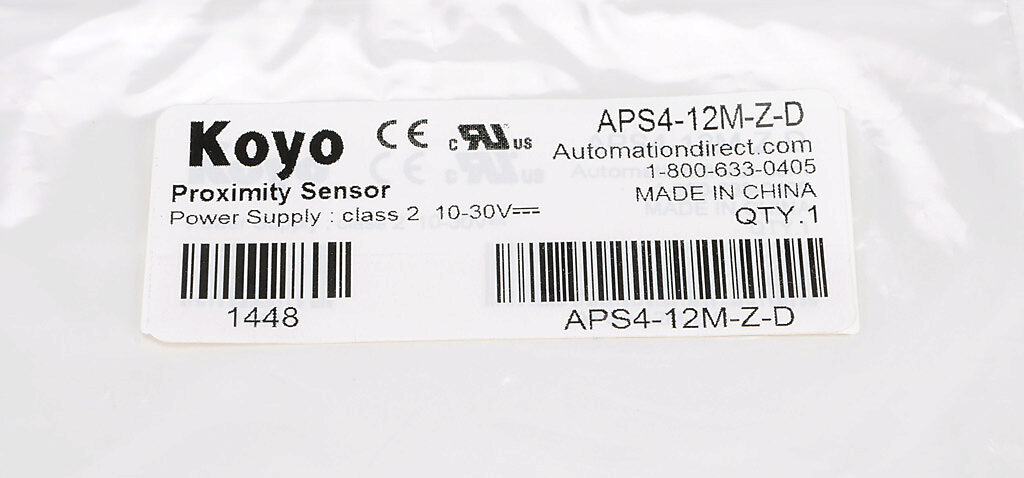 Koyo CE c RU US
Proximity Sensor
Power Supply : class 2 10-30V⎓
1448
APS4-12M-Z-D
Automationdirect.com
1-800-633-0405
MADE IN CHINA
QTY.1
APS4-12M-Z-D